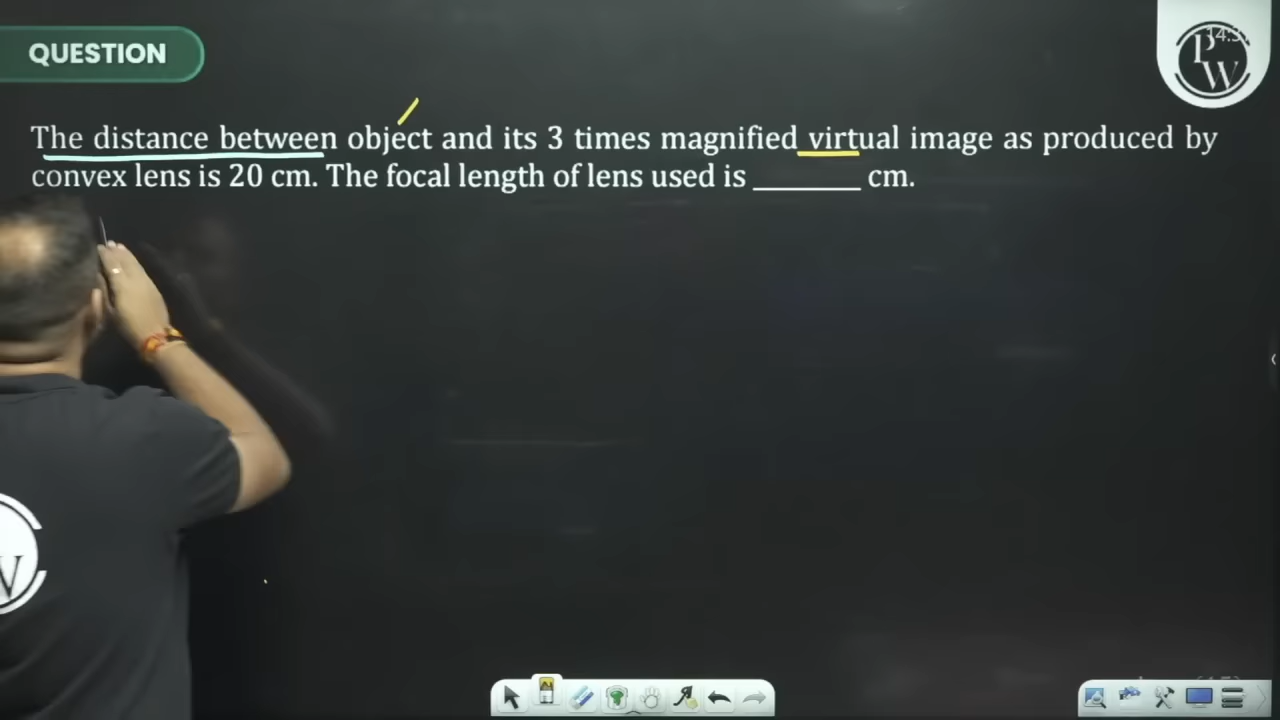 QUESTION
The distance between object and its 3 times magnified virtual image as produced by
convex lens is 20 cm. The focal length of lens used is ________ cm.
PW